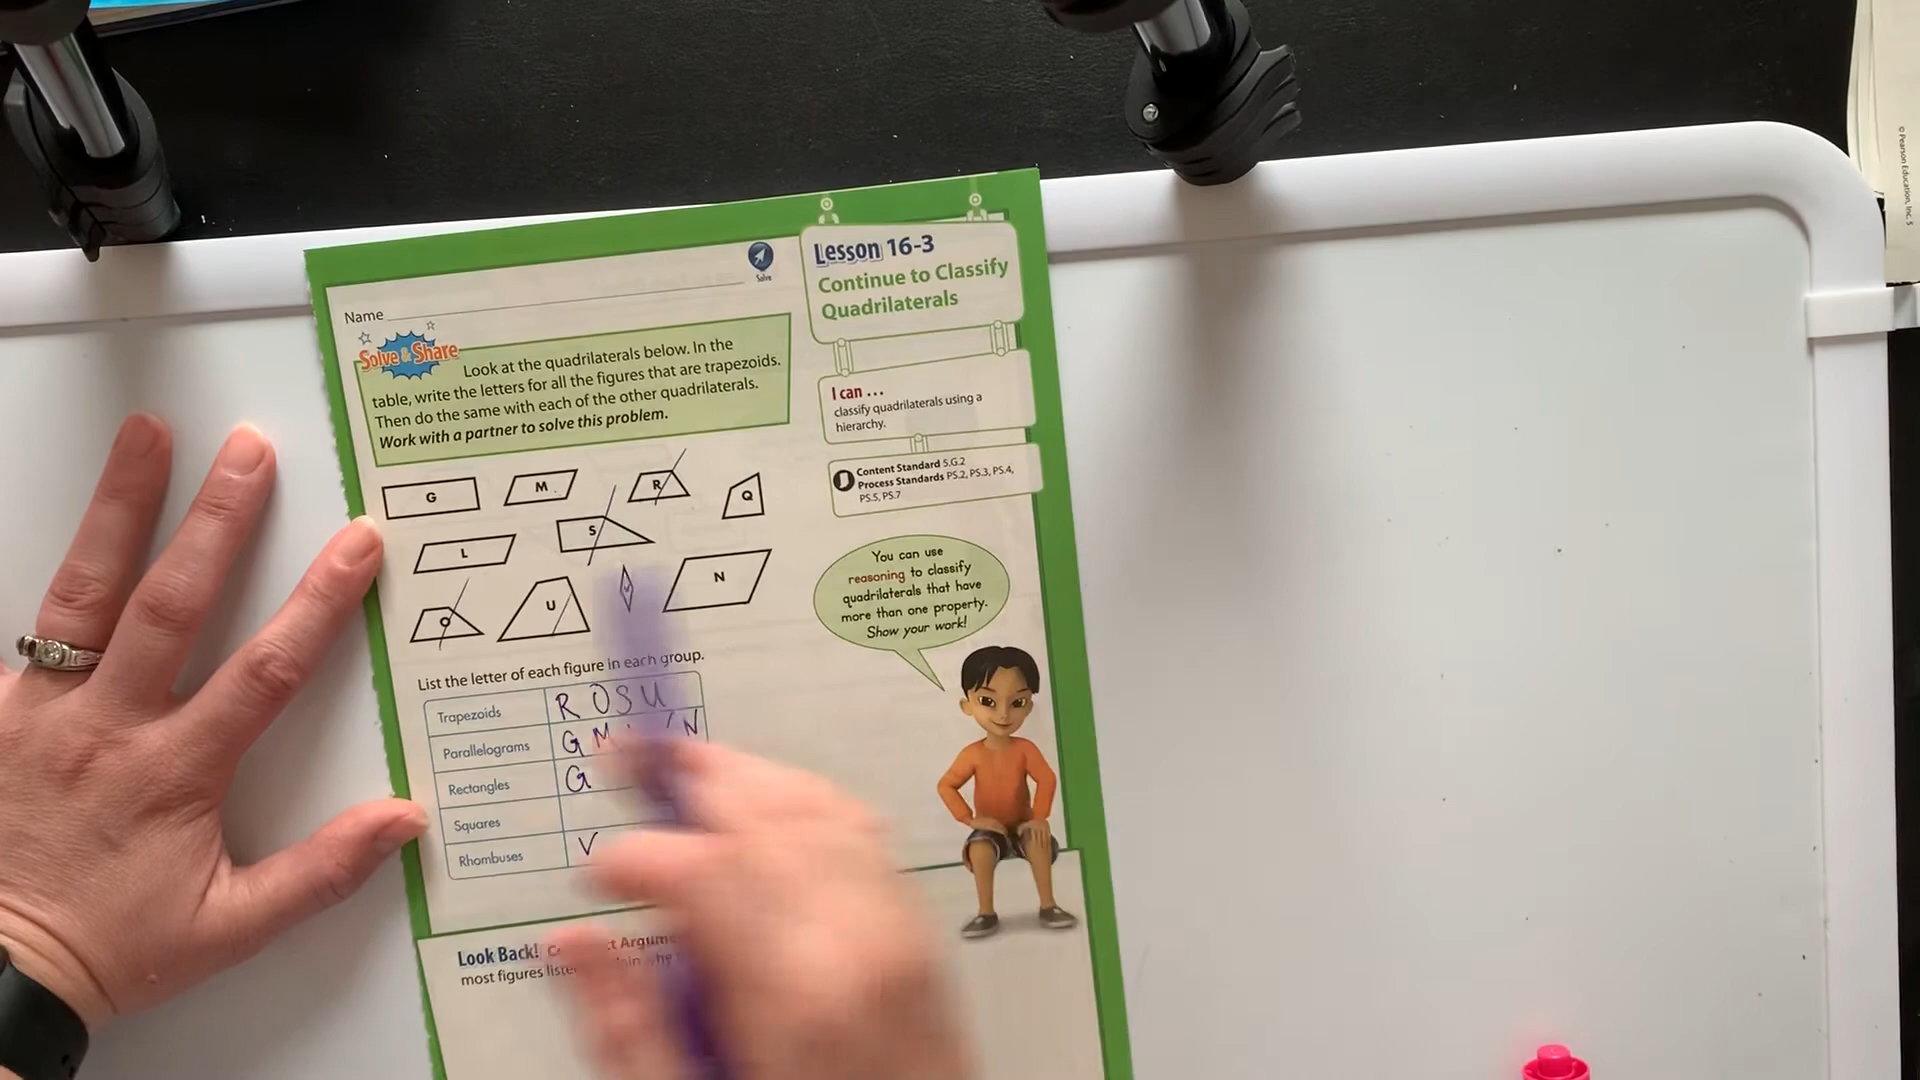 © Pearson Education, Inc. 5
Lesson 16-3
Continue to Classify
Quadrilaterals
Solve
Name
Solve & Share
Look at the quadrilaterals below. In the
table, write the letters for all the figures that are trapezoids.
Then do the same with each of the other quadrilaterals.
Work with a partner to solve this problem.
I can ...
classify quadrilaterals using a
hierarchy.
Content Standard 5.G.2
Process Standards PS.2, PS.3, PS.4,
PS.5, PS.7
G M R Q
L S
O U N
You can use
reasoning to classify
quadrilaterals that have
more than one property.
Show your work!
List the letter of each figure in each group.
Trapezoids R O S U
Parallelograms G M N
Rectangles G
Squares
Rhombuses V
Look Back!
most figures